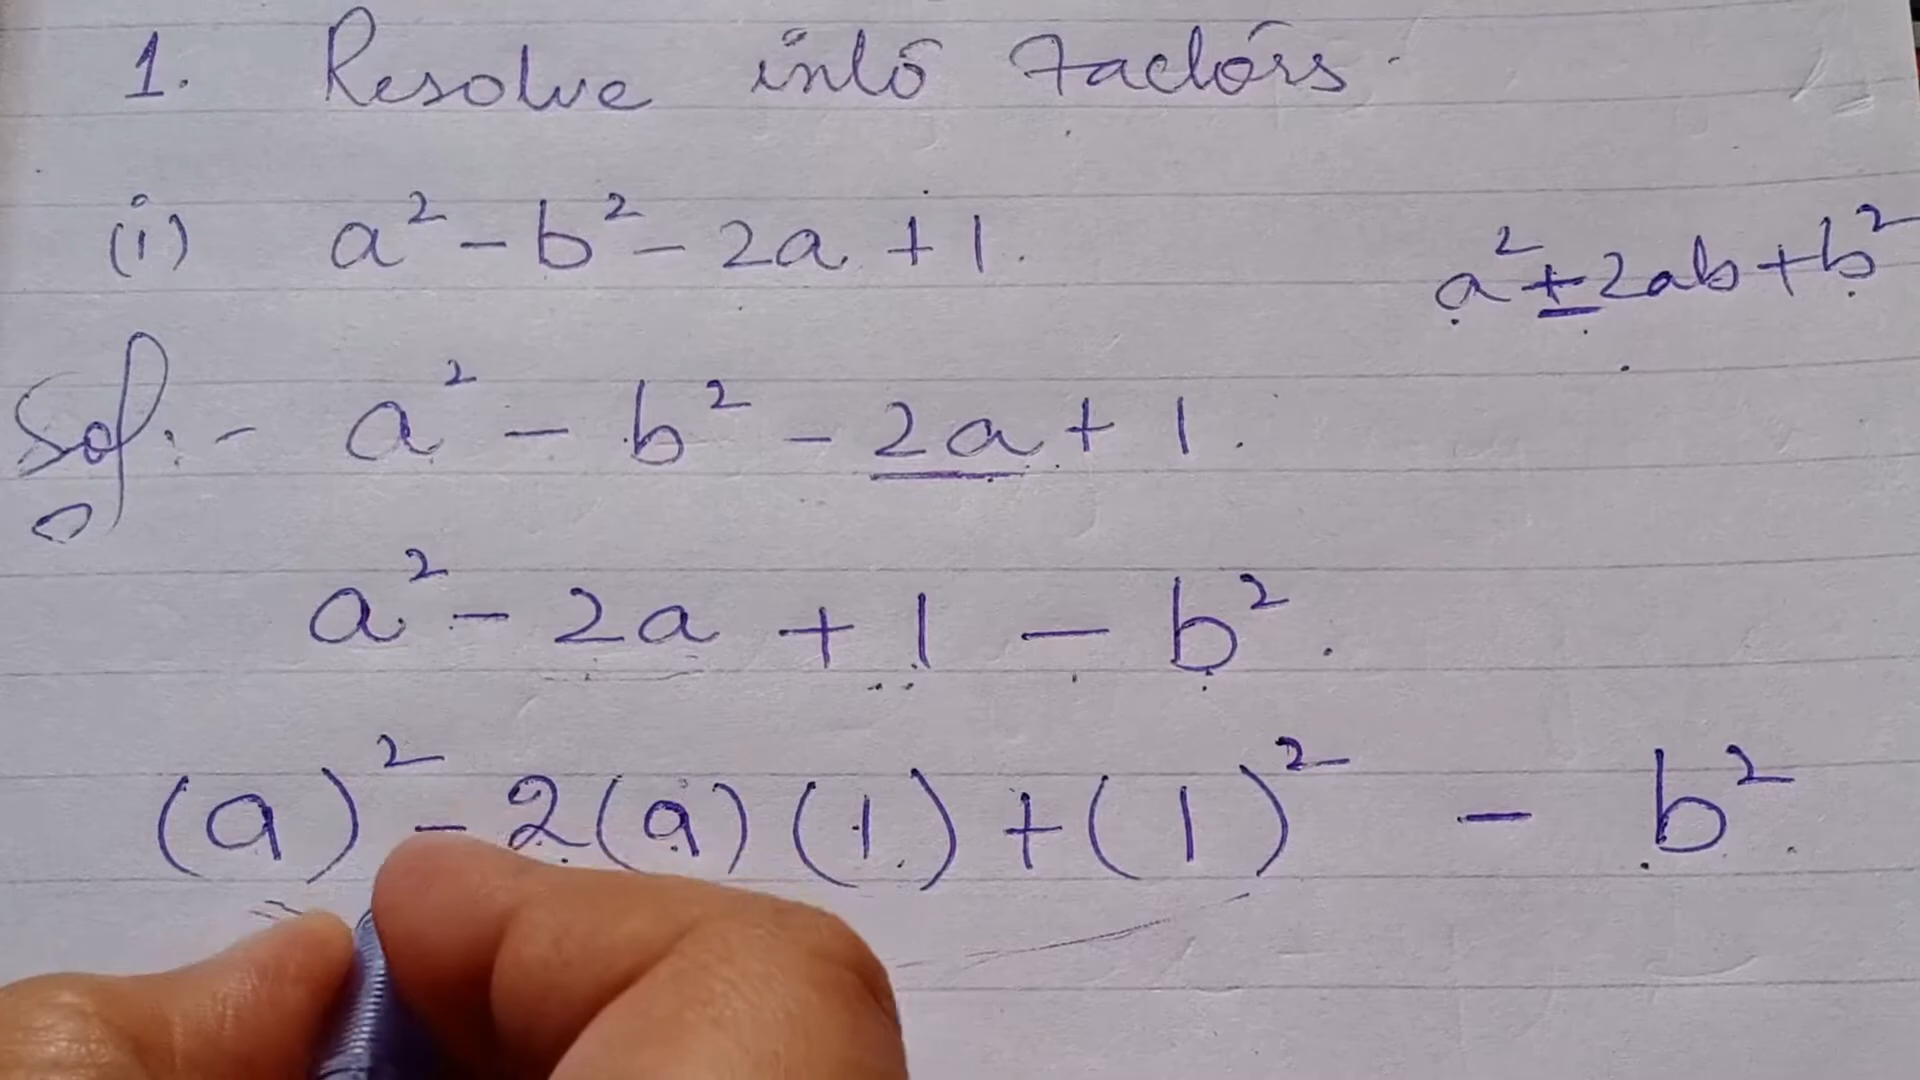 1. Resolve into Factors.
(i) a² - b² - 2a + 1.
a² + 2ab + b²
Sol:- a² - b² - 2a + 1.
a² - 2a + 1 - b².
(a)² - 2(a)(1) + (1)² - b²